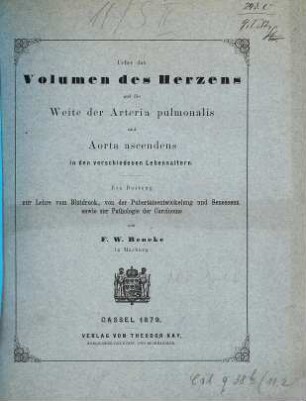 Ueber das
Volumen des Herzens
und die
Weite der Arteria pulmonalis
und
Aorta ascendens
in den verschiedenen Lebensaltern.
Ein Beitrag
zur Lehre vom Blutdruck, von der Pubertätsentwickelung und Senescenz
sowie zur Pathologie der Carcinome
von
F. W. Beneke
in Marburg.
CASSEL 1879.
VERLAG VON THEODOR KAY,